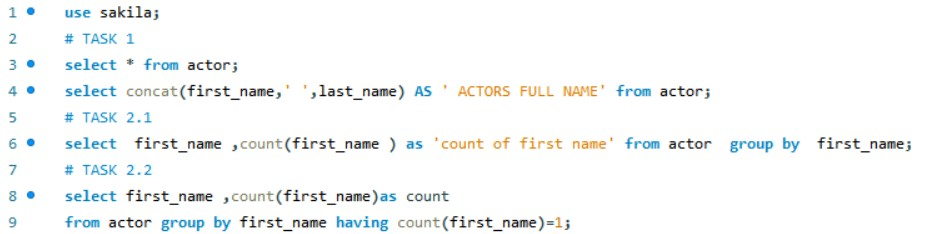 1 use sakila;
2 # TASK 1
3 select * from actor;
4 select concat(first_name,' ',last_name) AS ' ACTORS FULL NAME' from actor;
5 # TASK 2.1
6 select  first_name ,count(first_name ) as 'count of first name' from actor  group by  first_name;
7 # TASK 2.2
8 select first_name ,count(first_name)as count
9 from actor group by first_name having count(first_name)=1;